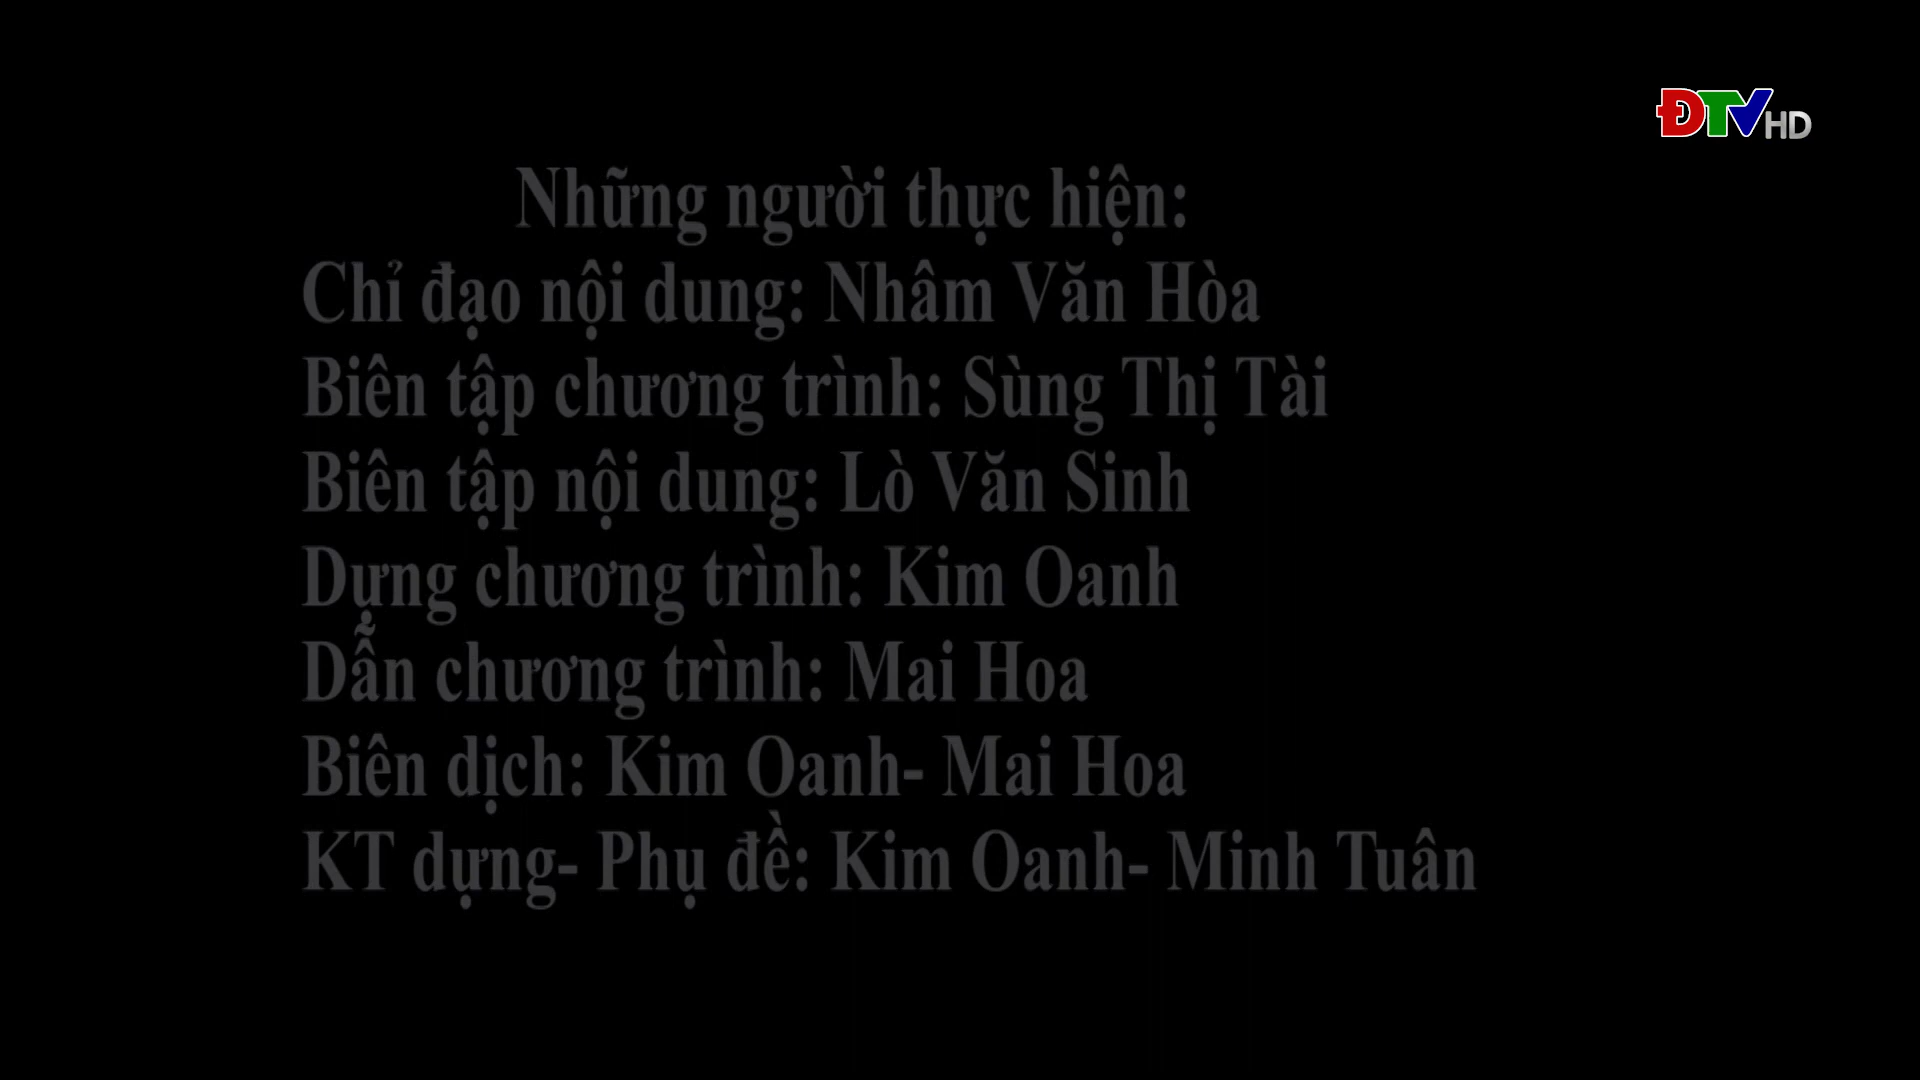 ĐTV HD
Những người thực hiện:
Chỉ đạo nội dung: Nhâm Văn Hòa
Biên tập chương trình: Sùng Thị Tài
Biên tập nội dung: Lò Văn Sinh
Dựng chương trình: Kim Oanh
Dẫn chương trình: Mai Hoa
Biên dịch: Kim Oanh- Mai Hoa
KT dựng- Phụ đề: Kim Oanh- Minh Tuân